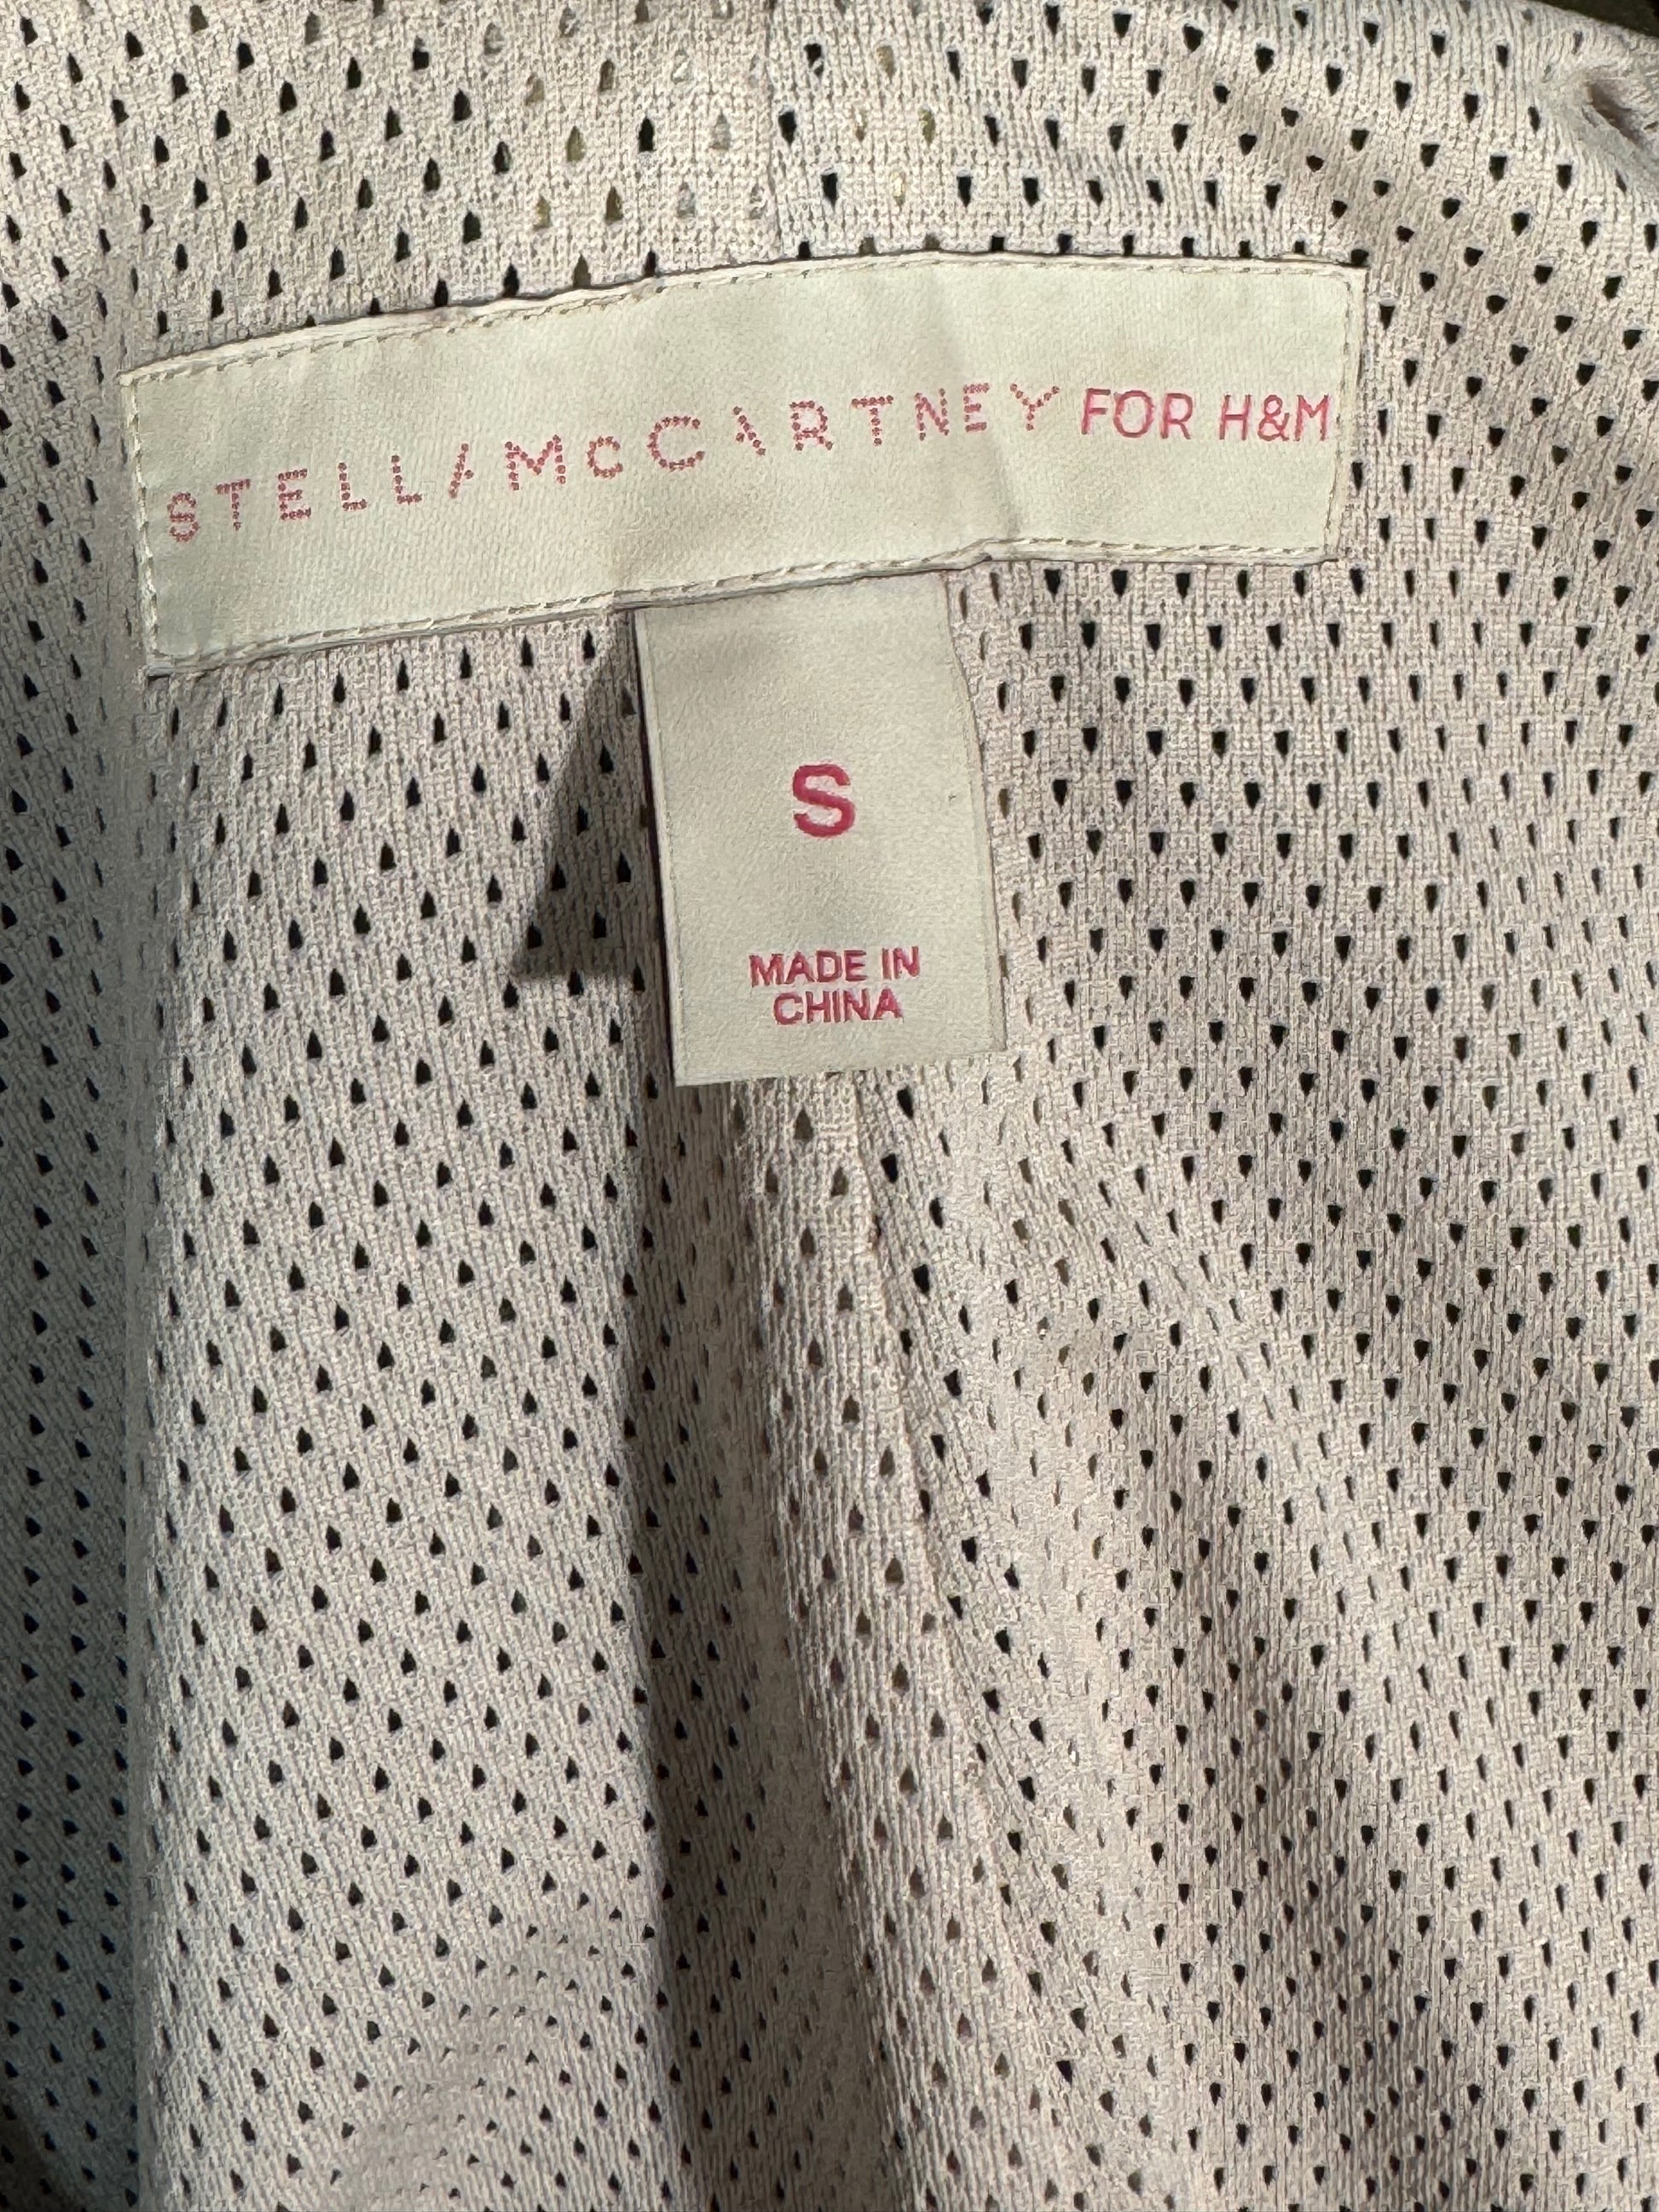 STELLA McCARTNEY FOR H&M
S
MADE IN
CHINA